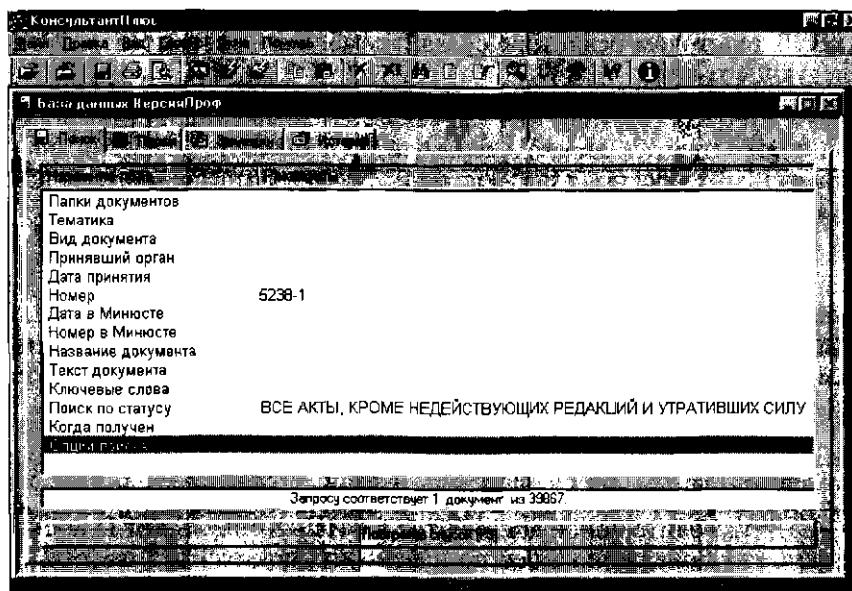 КонсультантПлюс
Правка
База данных ВерсияПроф
Поиск
Папки документов
Тематика
Вид документа
Принявший орган
Дата принятия
Номер 5238-1
Дата в Минюсте
Номер в Минюсте
Название документа
Текст документа
Ключевые слова
Поиск по статусу ВСЕ АКТЫ, КРОМЕ НЕДЕЙСТВУЮЩИХ РЕДАКЦИЙ И УТРАТИВШИХ СИЛУ
Когда получен
Запросу соответствует 1 документ из 39867.